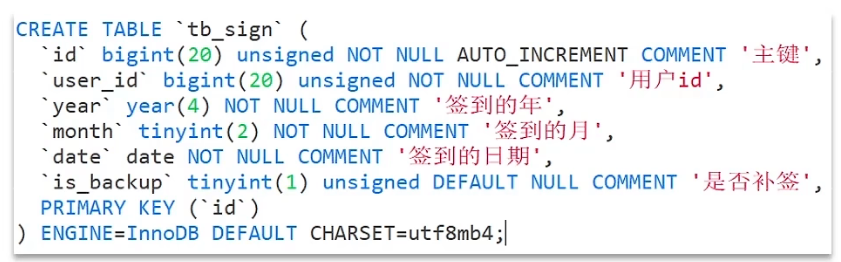 CREATE TABLE `tb_sign` (
`id` bigint(20) unsigned NOT NULL AUTO_INCREMENT COMMENT '主键',
`user_id` bigint(20) unsigned NOT NULL COMMENT '用户id',
`year` year(4) NOT NULL COMMENT '签到的年',
`month` tinyint(2) NOT NULL COMMENT '签到的月',
`date` date NOT NULL COMMENT '签到的日期',
`is_backup` tinyint(1) unsigned DEFAULT NULL COMMENT '是否补签',
PRIMARY KEY (`id`)
) ENGINE=InnoDB DEFAULT CHARSET=utf8mb4;